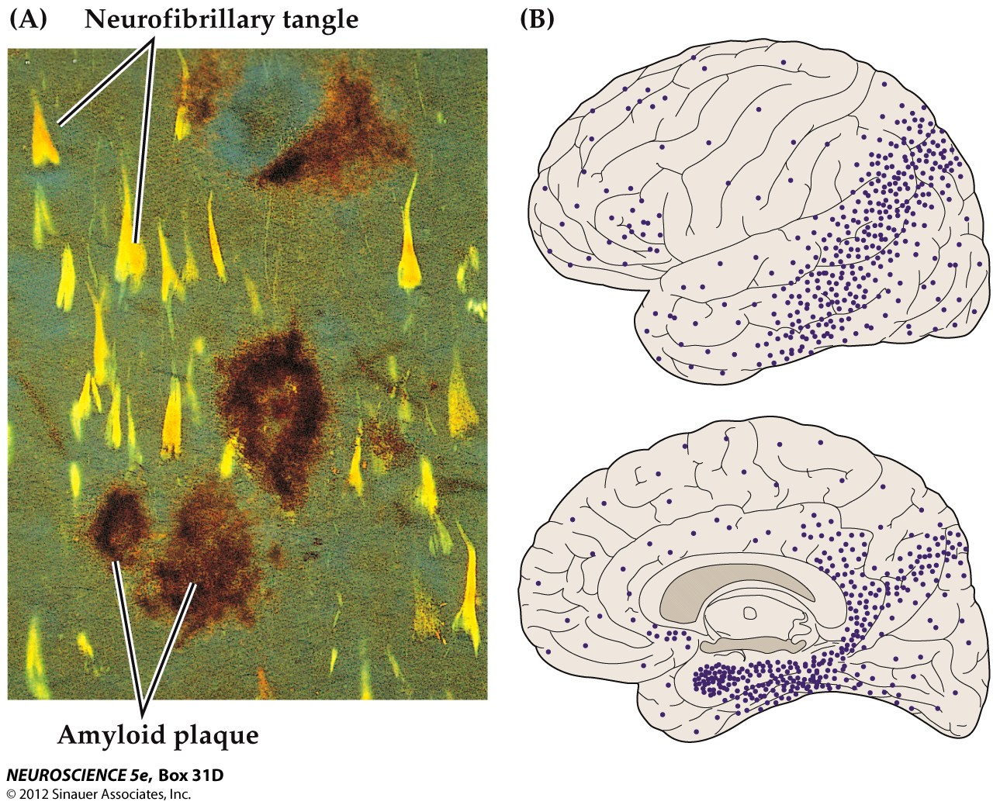 (A)
Neurofibrillary tangle
(B)
Amyloid plaque
NEUROSCIENCE 5e, Box 31D
© 2012 Sinauer Associates, Inc.